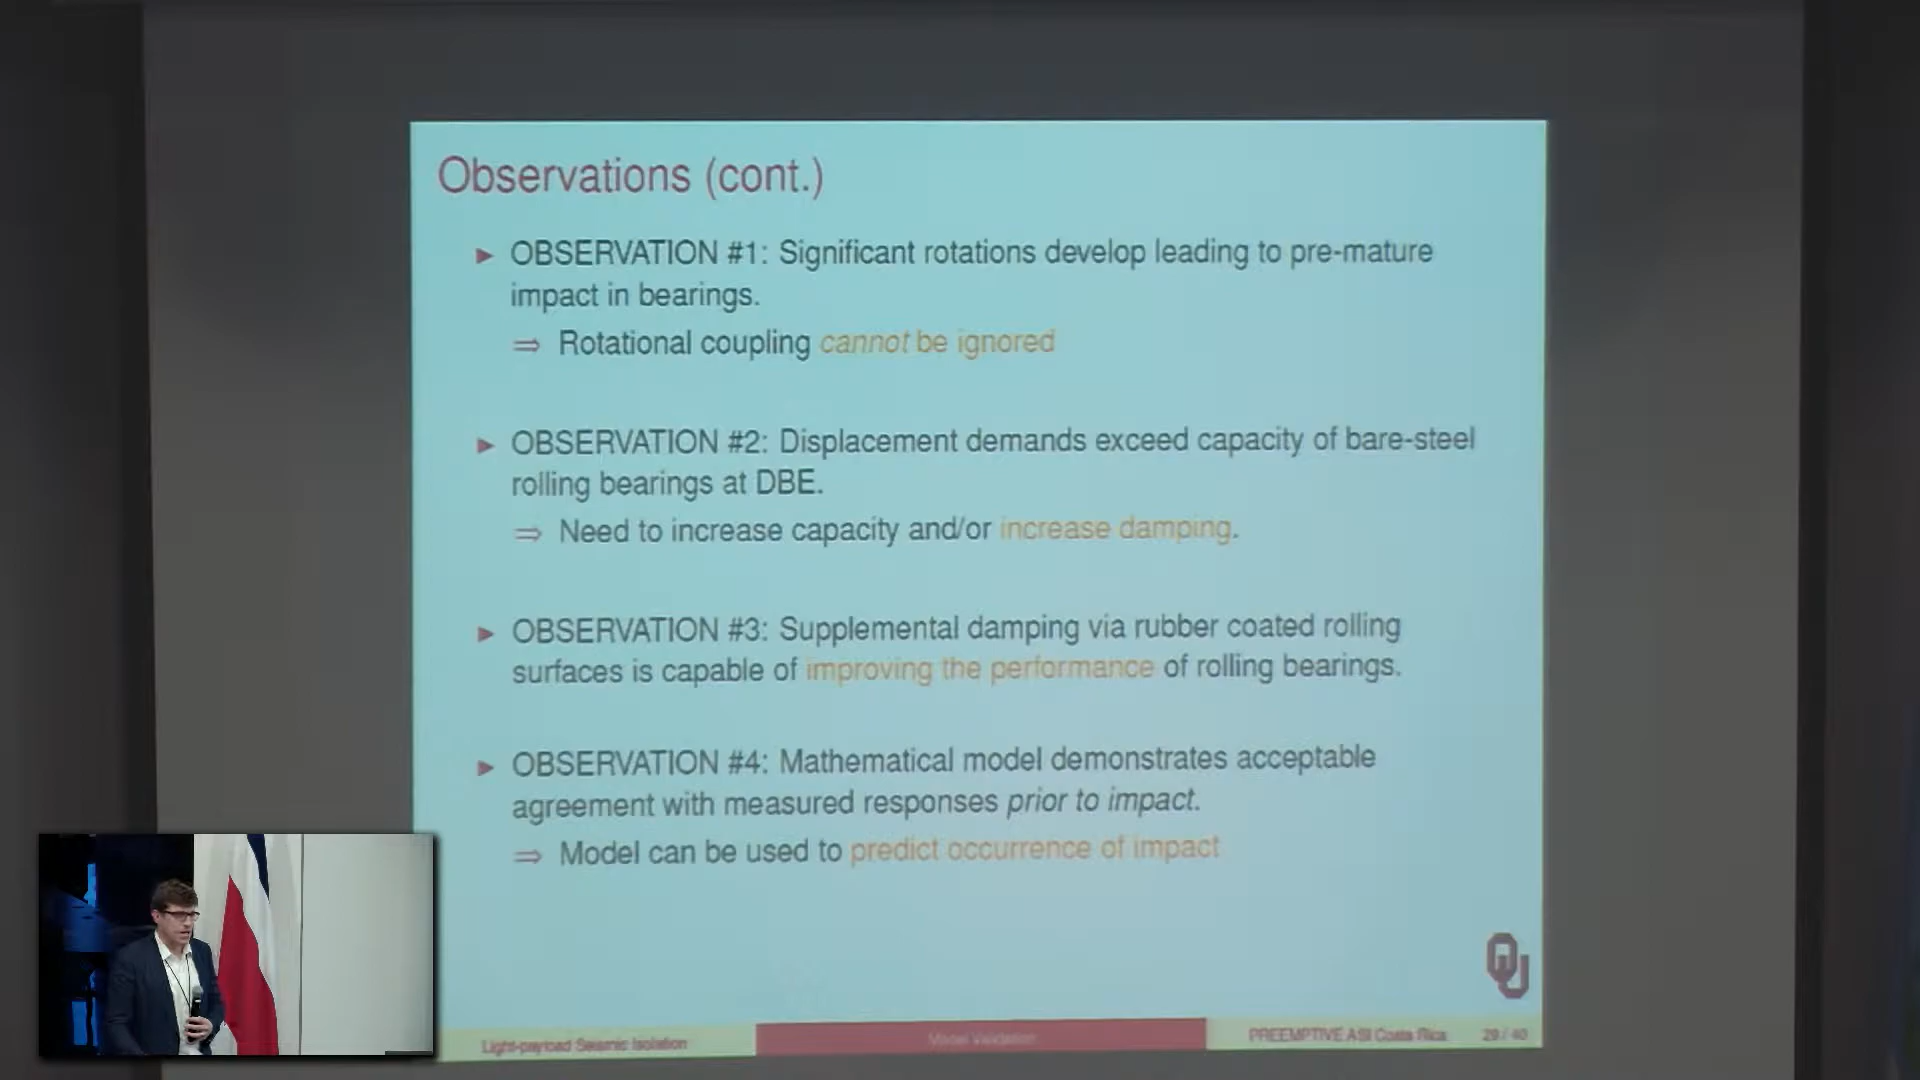 Observations (cont.)
► OBSERVATION #1: Significant rotations develop leading to pre-mature
impact in bearings.
⇒ Rotational coupling cannot be ignored
► OBSERVATION #2: Displacement demands exceed capacity of bare-steel
rolling bearings at DBE.
⇒ Need to increase capacity and/or increase damping.
► OBSERVATION #3: Supplemental damping via rubber coated rolling
surfaces is capable of improving the performance of rolling bearings.
► OBSERVATION #4: Mathematical model demonstrates acceptable
agreement with measured responses prior to impact.
⇒ Model can be used to predict occurrence of impact
OU
Light-payload Seismic Isolation
Model Validation
PREEMPTIVE ASI Costa Rica
29 / 40